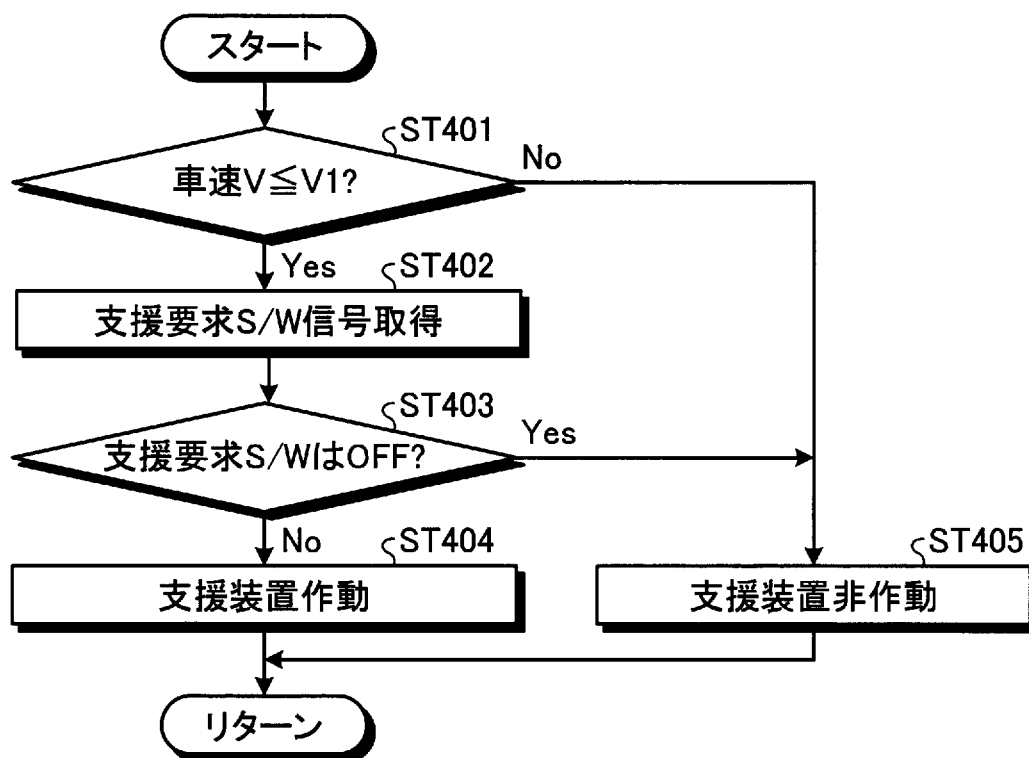 スタート
ST401
車速V≦V1?
No
Yes
ST402
支援要求S/W信号取得
ST403
支援要求S/WはOFF?
Yes
No
ST404
支援装置作動
ST405
支援装置非作動
リターン